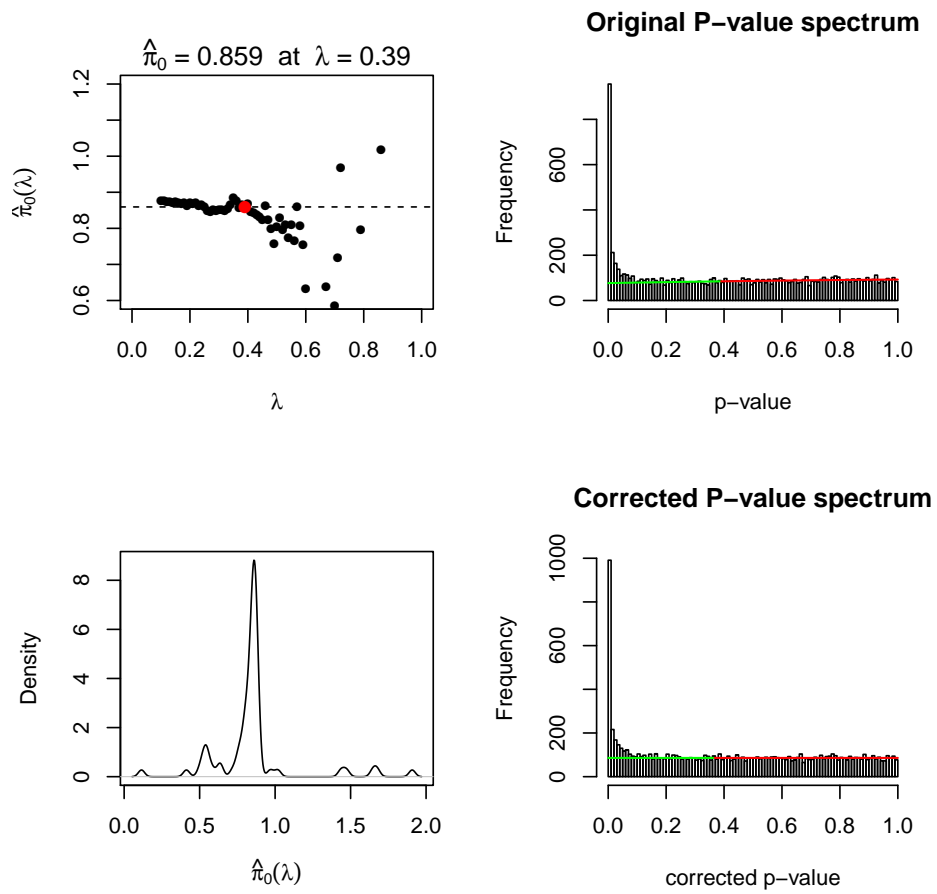 π̂₀ = 0.859 at λ = 0.39
π̂₀(λ)
0.6 0.8 1.0 1.2
0.0 0.2 0.4 0.6 0.8 1.0
λ
Original P−value spectrum
Frequency
0 200 600
0.0 0.2 0.4 0.6 0.8 1.0
p−value
Density
0 2 4 6 8
0.0 0.5 1.0 1.5 2.0
π̂₀(λ)
Corrected P−value spectrum
Frequency
0 200 600 1000
0.0 0.2 0.4 0.6 0.8 1.0
corrected p−value